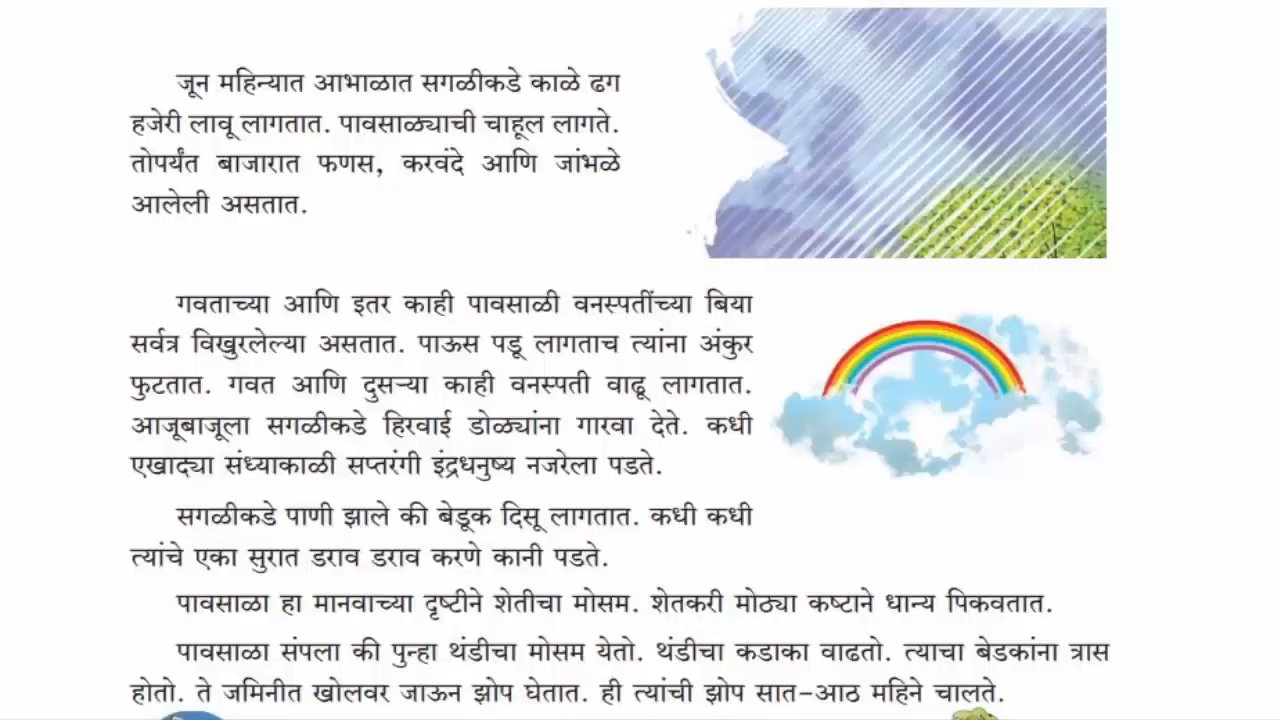 जून महिन्यात आभाळात सगळीकडे काळे ढग
हजेरी लावू लागतात. पावसाळ्याची चाहूल लागते.
तोपर्यंत बाजारात फणस, करवंदे आणि जांभळे
आलेली असतात.
गवताच्या आणि इतर काही पावसाळी वनस्पतींच्या बिया
सर्वत्र विखुरलेल्या असतात. पाऊस पडू लागताच त्यांना अंकुर
फुटतात. गवत आणि दुसऱ्या काही वनस्पती वाढू लागतात.
आजूबाजूला सगळीकडे हिरवाई डोळ्यांना गारवा देते. कधी
एखाद्या संध्याकाळी सप्तरंगी इंद्रधनुष्य नजरेला पडते.
सगळीकडे पाणी झाले की बेडूक दिसू लागतात. कधी कधी
त्यांचे एका सुरात डराव डराव करणे कानी पडते.
पावसाळा हा मानवाच्या दृष्टीने शेतीचा मोसम. शेतकरी मोठ्या कष्टाने धान्य पिकवतात.
पावसाळा संपला की पुन्हा थंडीचा मोसम येतो. थंडीचा कडाका वाढतो. त्याचा बेडकांना त्रास
होतो. ते जमिनीत खोलवर जाऊन झोप घेतात. ही त्यांची झोप सात-आठ महिने चालते.